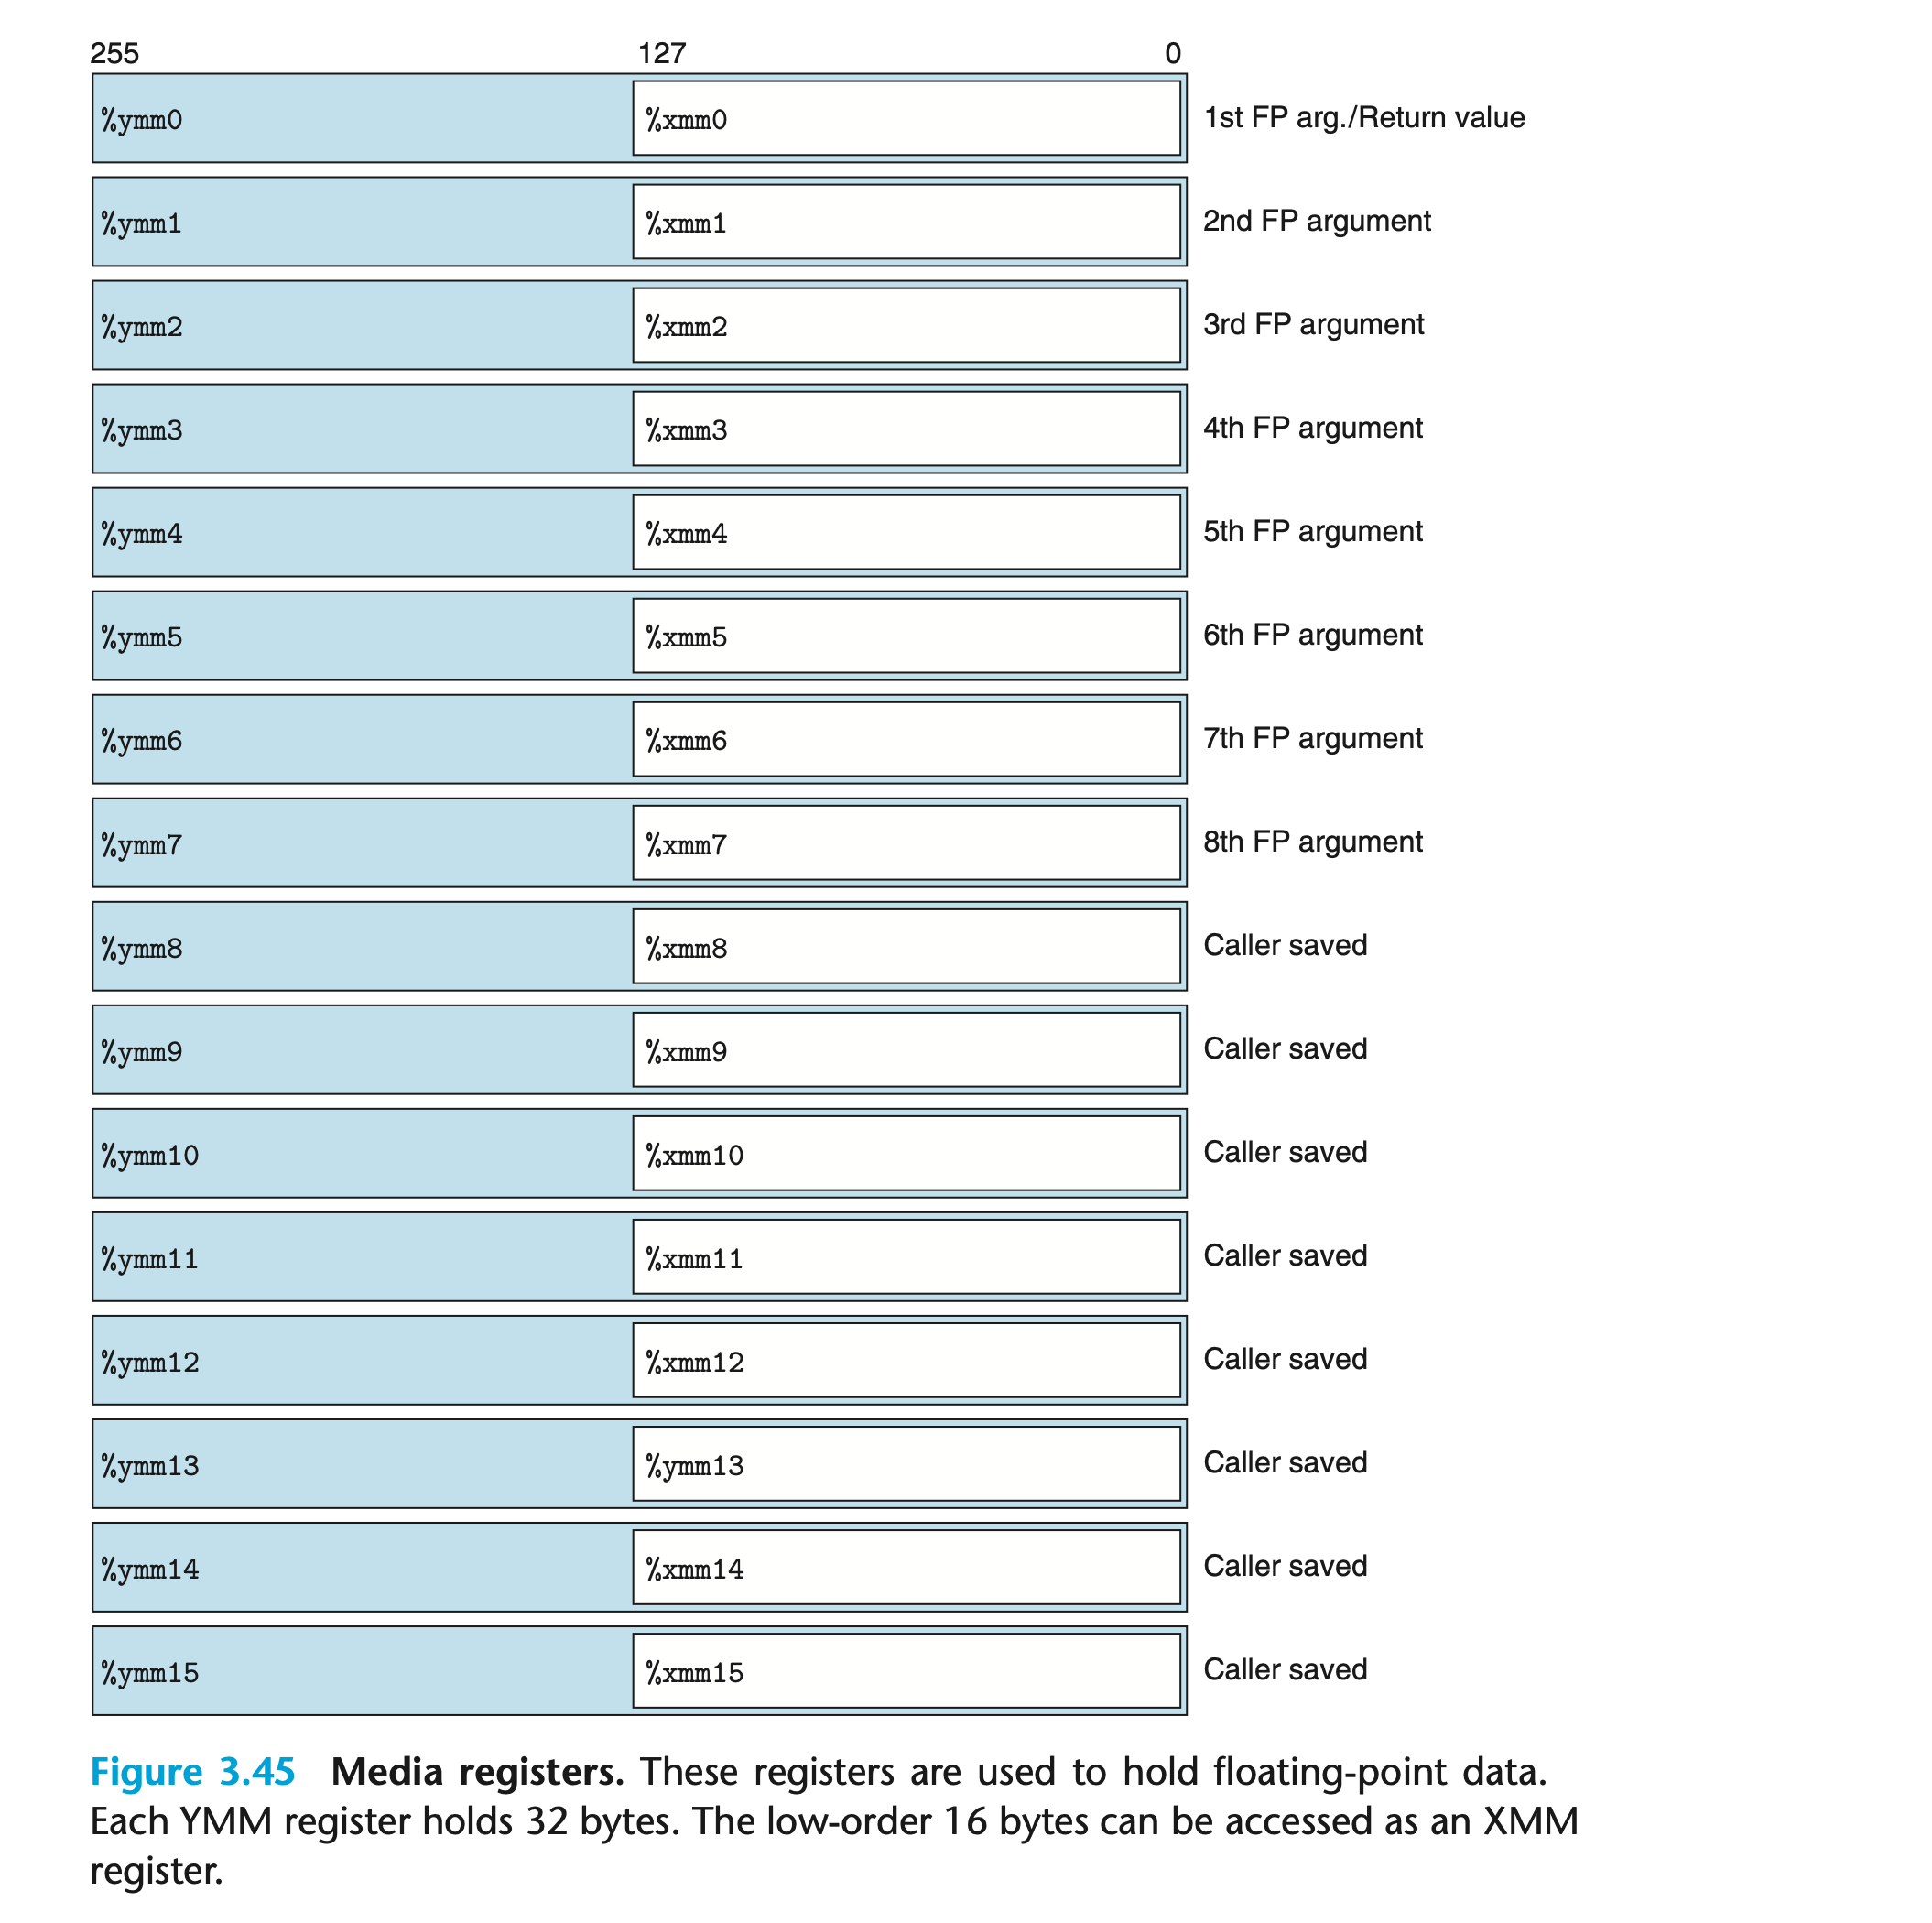 255 127 0
%ymm0 %xmm0 1st FP arg./Return value
%ymm1 %xmm1 2nd FP argument
%ymm2 %xmm2 3rd FP argument
%ymm3 %xmm3 4th FP argument
%ymm4 %xmm4 5th FP argument
%ymm5 %xmm5 6th FP argument
%ymm6 %xmm6 7th FP argument
%ymm7 %xmm7 8th FP argument
%ymm8 %xmm8 Caller saved
%ymm9 %xmm9 Caller saved
%ymm10 %xmm10 Caller saved
%ymm11 %xmm11 Caller saved
%ymm12 %xmm12 Caller saved
%ymm13 %ymm13 Caller saved
%ymm14 %xmm14 Caller saved
%ymm15 %xmm15 Caller saved
Figure 3.45 Media registers. These registers are used to hold floating-point data.
Each YMM register holds 32 bytes. The low-order 16 bytes can be accessed as an XMM
register.